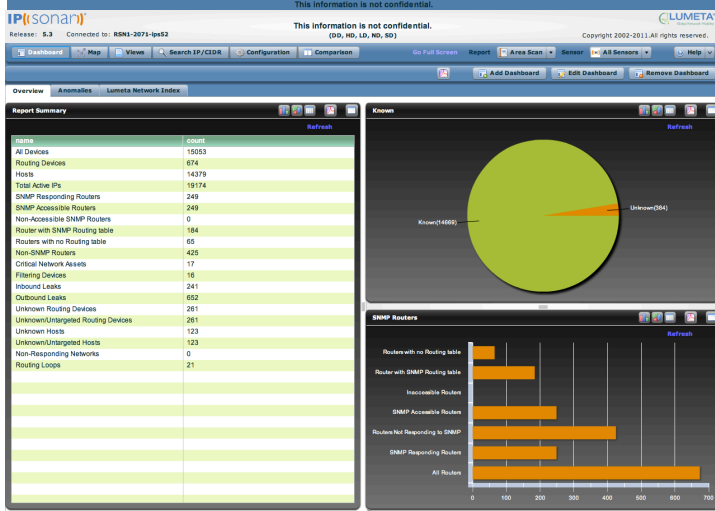 This information is not confidential.
IP((sonar))
LUMETA
This information is not confidential.
(DD, HD, LD, ND, SD)
Release: 5.3 Connected to: RSN1-2071-ips52
Copyright 2002-2011.All rights reserved.
Dashboard Map Views Search IP/CIDR Configuration Comparison Go Full Screen Report Area Scan Sensor All Sensors Help
Add Dashboard Edit Dashboard Remove Dashboard
Overview Anomalies Lumeta Network Index
Report Summary
Refresh
name count
All Devices 15053
Routing Devices 674
Hosts 14379
Total Active IPs 19174
SNMP Responding Routers 249
SNMP Accessible Routers 249
Non-Accessible SNMP Routers 0
Router with SNMP Routing table 184
Routers with no Routing table 65
Non-SNMP Routers 425
Critical Network Assets 17
Filtering Devices 16
Inbound Leaks 241
Outbound Leaks 652
Unknown Routing Devices 261
Unknown/Untargeted Routing Devices 261
Unknown Hosts 123
Unknown/Untargeted Hosts 123
Non-Responding Networks 0
Routing Loops 21
Known
Refresh
Unknown(384)
Known(14669)
SNMP Routers
Refresh
Routers with no Routing table
Router with SNMP Routing table
Inaccessible Routers
SNMP Accessible Routers
Routers Not Responding to SNMP
SNMP Responding Routers
All Routers
0 100 200 300 400 500 600 700